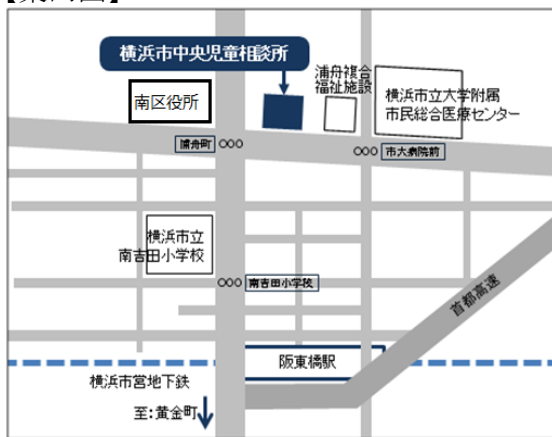 横浜市中央児童相談所
南区役所
浦舟複合
福祉施設
横浜市立大学附属
市民総合医療センター
浦舟町
市大病院前
横浜市立
南吉田小学校
南吉田小学校
首都高速
阪東橋駅
横浜市営地下鉄
至:黄金町